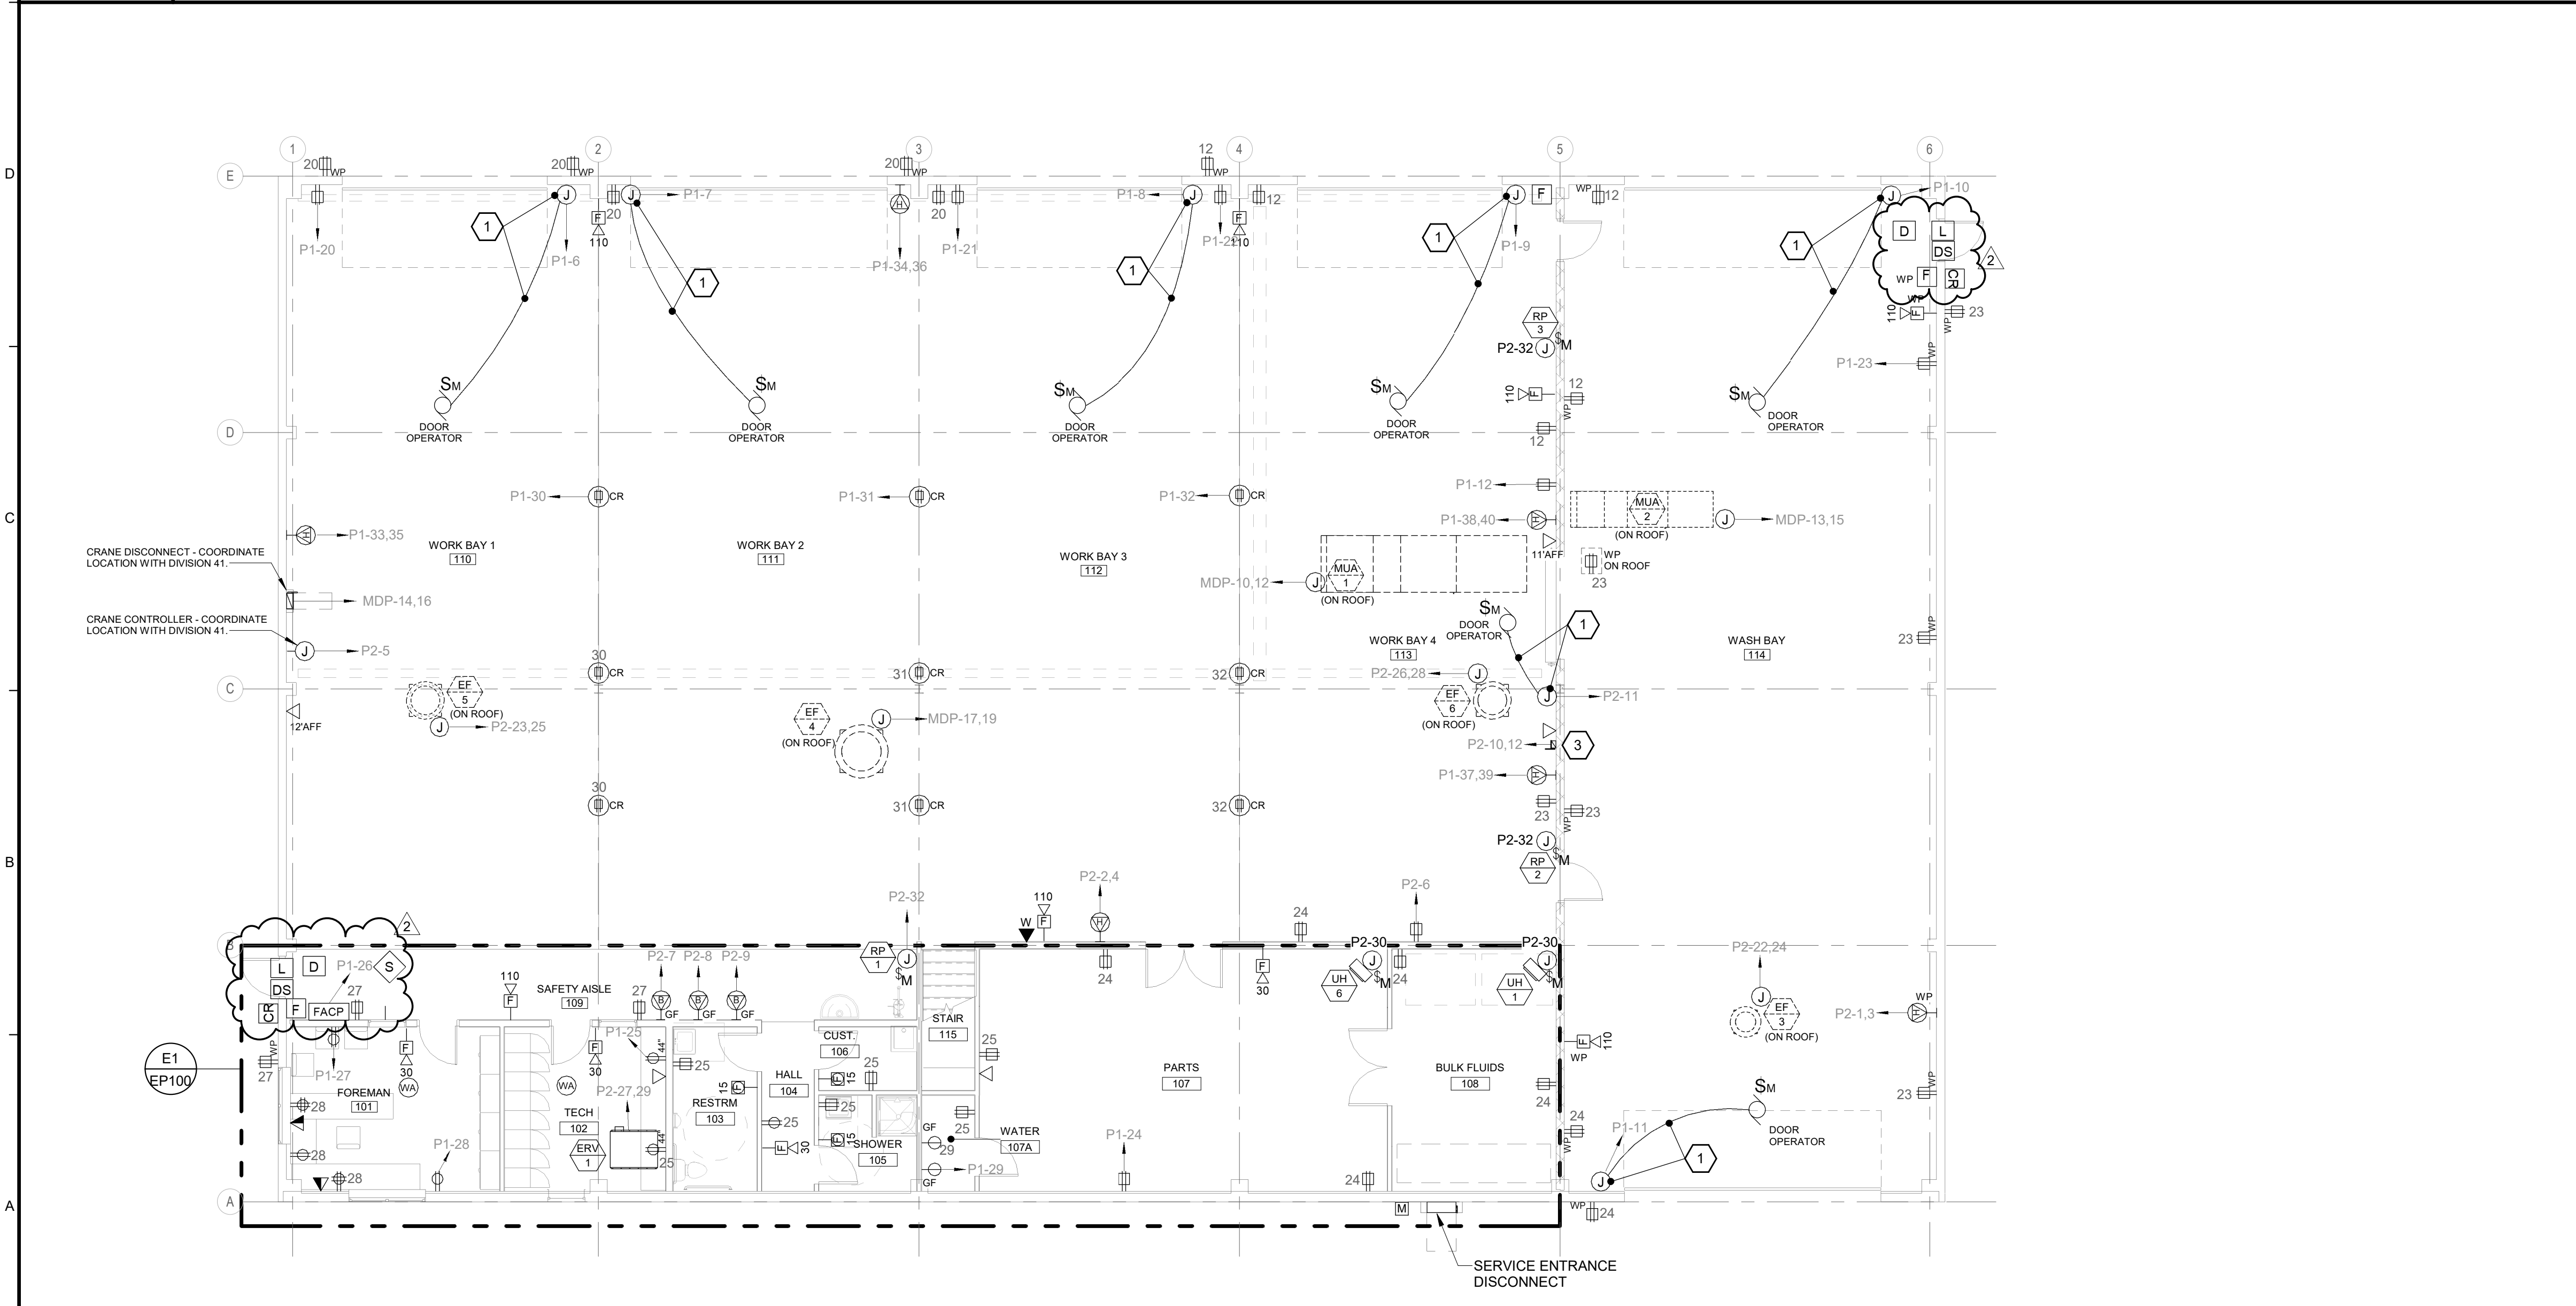 1
2
3
4
5
6
D
C
B
A
E
D
C
B
A
20
WP
20
WP
20
WP
12
WP
P1-20
P1-6
20
P1-7
F
110
1
1
P1-34,36
20
P1-21
P1-8
12
F
110
1
1
P1-9
F
WP
12
P1-10
1
D
L
DS
F
CR
WP
2
WP
F
110
23
WP
P1-23
WP
RP
3
P2-32
J
$M
12
WP
110
F
12
$M
DOOR
OPERATOR
$M
DOOR
OPERATOR
$M
DOOR
OPERATOR
$M
DOOR
OPERATOR
$M
DOOR
OPERATOR
P1-30
CR
P1-31
CR
P1-32
CR
P1-12
P1-38,40
11'AFF
MUA
2
(ON ROOF)
J
MDP-13,15
WP
ON ROOF
23
P1-33,35
CRANE DISCONNECT - COORDINATE
LOCATION WITH DIVISION 41.
MDP-14,16
CRANE CONTROLLER - COORDINATE
LOCATION WITH DIVISION 41.
J
P2-5
WORK BAY 1
110
WORK BAY 2
111
WORK BAY 3
112
MDP-10,12
J
MUA
1
(ON ROOF)
$M
DOOR
OPERATOR
1
WORK BAY 4
113
WASH BAY
114
23
WP
30
CR
31
CR
32
CR
P2-26,28
J
EF
6
(ON ROOF)
J
P2-11
12'AFF
EF
5
(ON ROOF)
J
P2-23,25
EF
4
(ON ROOF)
J
MDP-17,19
P2-10,12
3
P1-37,39
30
CR
31
CR
32
CR
23
23
WP
P2-32
J
$M
RP
2
2
L
D
P1-26
S
DS
27
CR
F
FACP
110
F
SAFETY AISLE
109
27
P2-7
P2-8
P2-9
B
GF
B
GF
B
GF
P2-32
RP
1
J
$M
W
110
F
P2-2,4
H
24
P2-6
24
F
30
P2-30
J
$M
UH
6
24
P2-30
J
$M
UH
1
P2-22,24
J
EF
3
(ON ROOF)
P2-1,3
WP
E1
EP100
WP
27
P1-27
F
30
WA
FOREMAN
101
28
28
28
P1-28
F
30
WA
P1-25
44"
25
P2-27,29
TECH
102
ERV
1
44"
25
15
F
RESTRM
103
HALL
104
25
F
30
CUST.
106
25
F
15
25
F
15
SHOWER
105
STAIR
115
25
25
GF
29
WATER
107A
P1-29
GF
PARTS
107
P1-24
24
BULK FLUIDS
108
24
F
110
WP
24
WP
P1-11
J
$M
DOOR
OPERATOR
1
23
WP
WP
24
M
SERVICE ENTRANCE
DISCONNECT